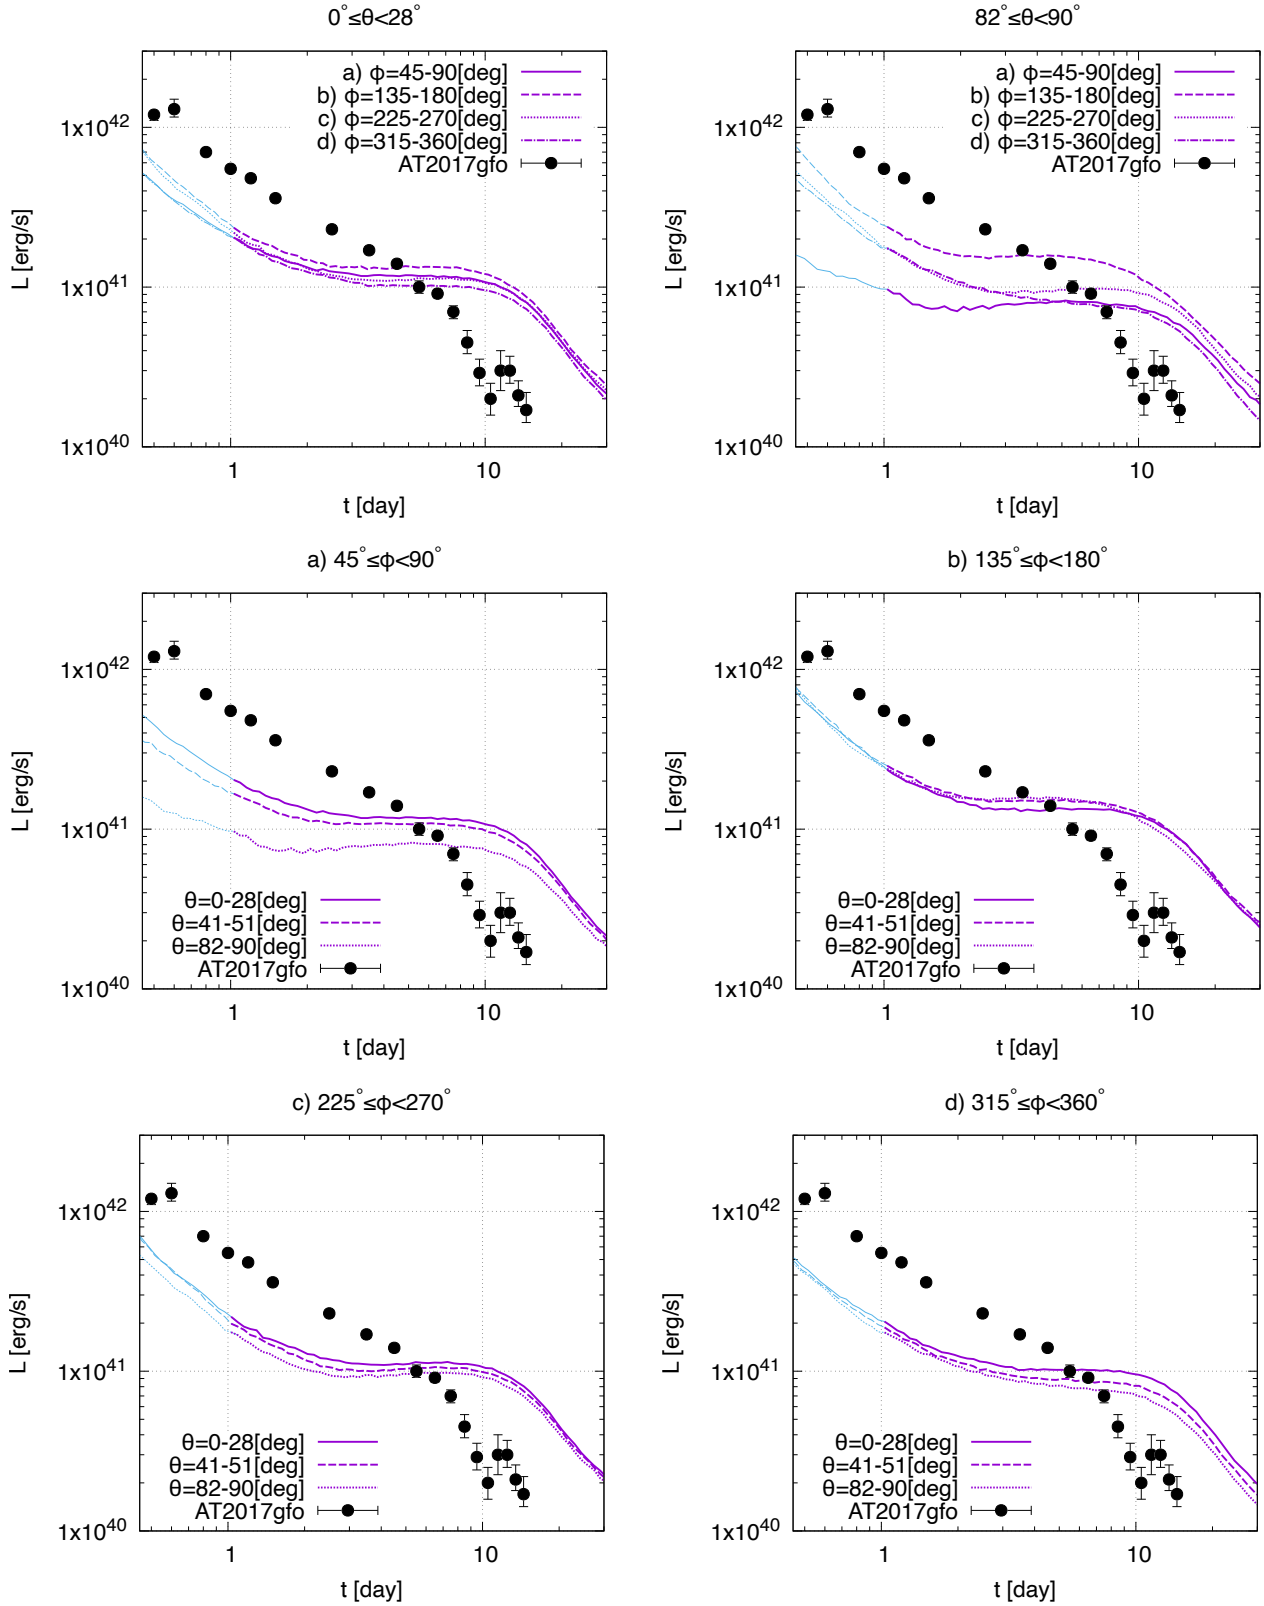 0°≤θ<28°
a) ϕ=45-90[deg]
b) ϕ=135-180[deg]
c) ϕ=225-270[deg]
d) ϕ=315-360[deg]
AT2017gfo
1x10^42
1x10^41
1x10^40
L [erg/s]
1 10
t [day]
82°≤θ<90°
a) ϕ=45-90[deg]
b) ϕ=135-180[deg]
c) ϕ=225-270[deg]
d) ϕ=315-360[deg]
AT2017gfo
1x10^42
1x10^41
1x10^40
L [erg/s]
1 10
t [day]
a) 45°≤ϕ<90°
1x10^42
1x10^41
1x10^40
L [erg/s]
θ=0-28[deg]
θ=41-51[deg]
θ=82-90[deg]
AT2017gfo
1 10
t [day]
b) 135°≤ϕ<180°
1x10^42
1x10^41
1x10^40
L [erg/s]
θ=0-28[deg]
θ=41-51[deg]
θ=82-90[deg]
AT2017gfo
1 10
t [day]
c) 225°≤ϕ<270°
1x10^42
1x10^41
1x10^40
L [erg/s]
θ=0-28[deg]
θ=41-51[deg]
θ=82-90[deg]
AT2017gfo
1 10
t [day]
d) 315°≤ϕ<360°
1x10^42
1x10^41
1x10^40
L [erg/s]
θ=0-28[deg]
θ=41-51[deg]
θ=82-90[deg]
AT2017gfo
1 10
t [day]